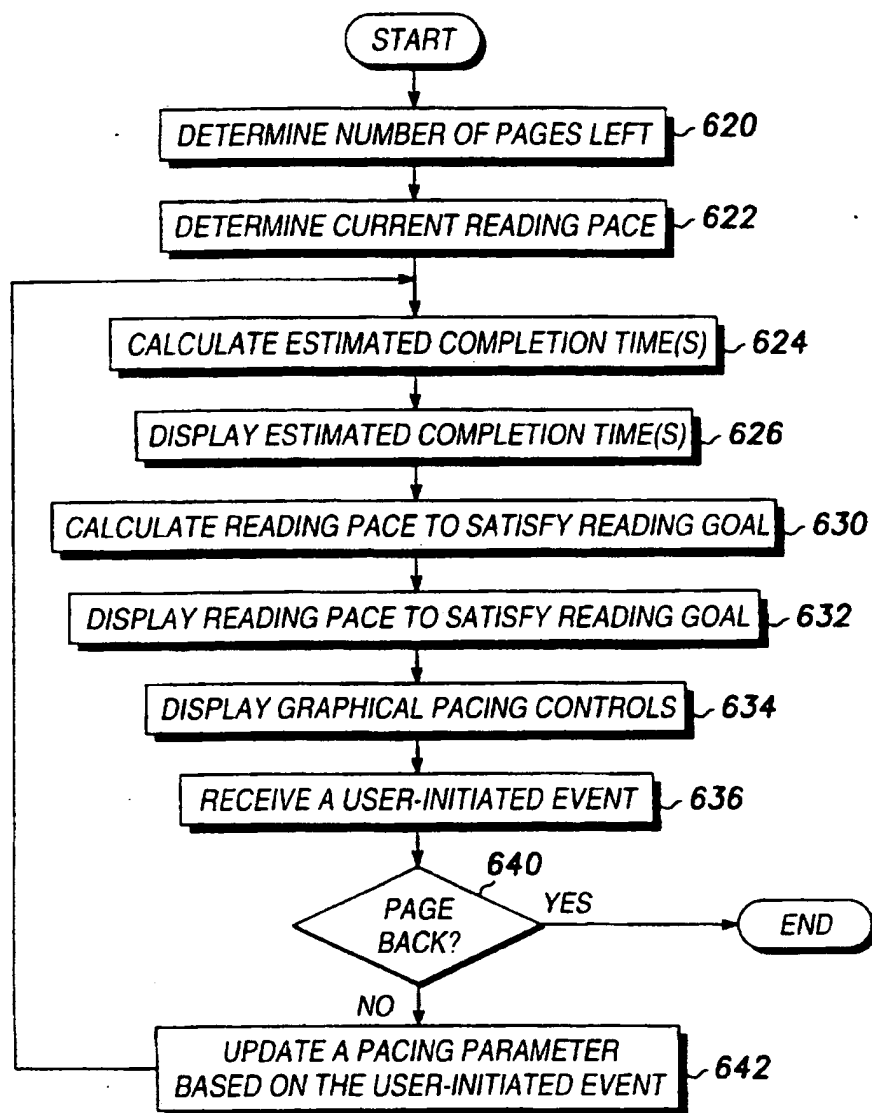 START
DETERMINE NUMBER OF PAGES LEFT 620
DETERMINE CURRENT READING PACE 622
CALCULATE ESTIMATED COMPLETION TIME(S) 624
DISPLAY ESTIMATED COMPLETION TIME(S) 626
CALCULATE READING PACE TO SATISFY READING GOAL 630
DISPLAY READING PACE TO SATISFY READING GOAL 632
DISPLAY GRAPHICAL PACING CONTROLS 634
RECEIVE A USER-INITIATED EVENT 636
640
PAGE
BACK?
YES
END
NO
UPDATE A PACING PARAMETER
BASED ON THE USER-INITIATED EVENT 642